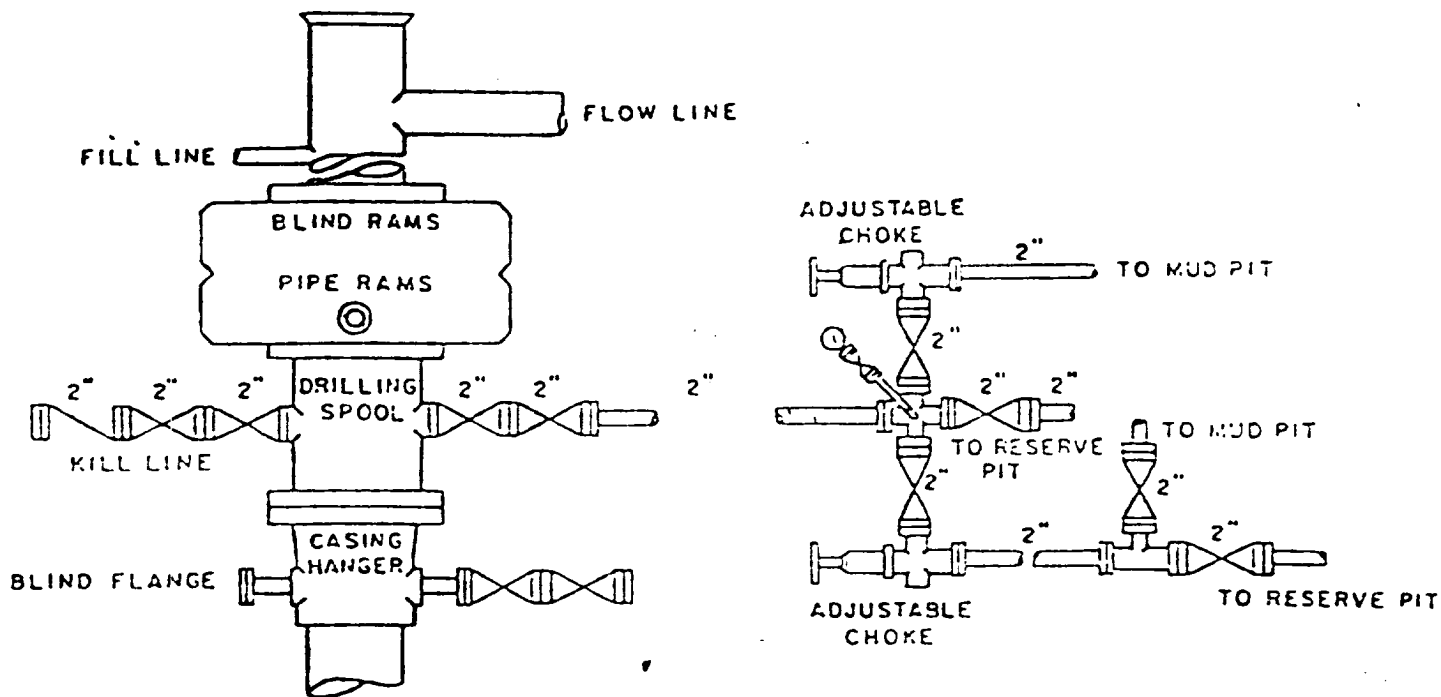 FLOW LINE
FILL LINE
BLIND RAMS
PIPE RAMS
2" 2" 2"
DRILLING
SPOOL
2" 2" 2"
KILL LINE
CASING
HANGER
BLIND FLANGE
ADJUSTABLE
CHOKE
2"
TO MUD PIT
2"
2" 2"
TO RESERVE
PIT
2"
TO MUD PIT
2"
2"
2"
TO RESERVE PIT
ADJUSTABLE
CHOKE